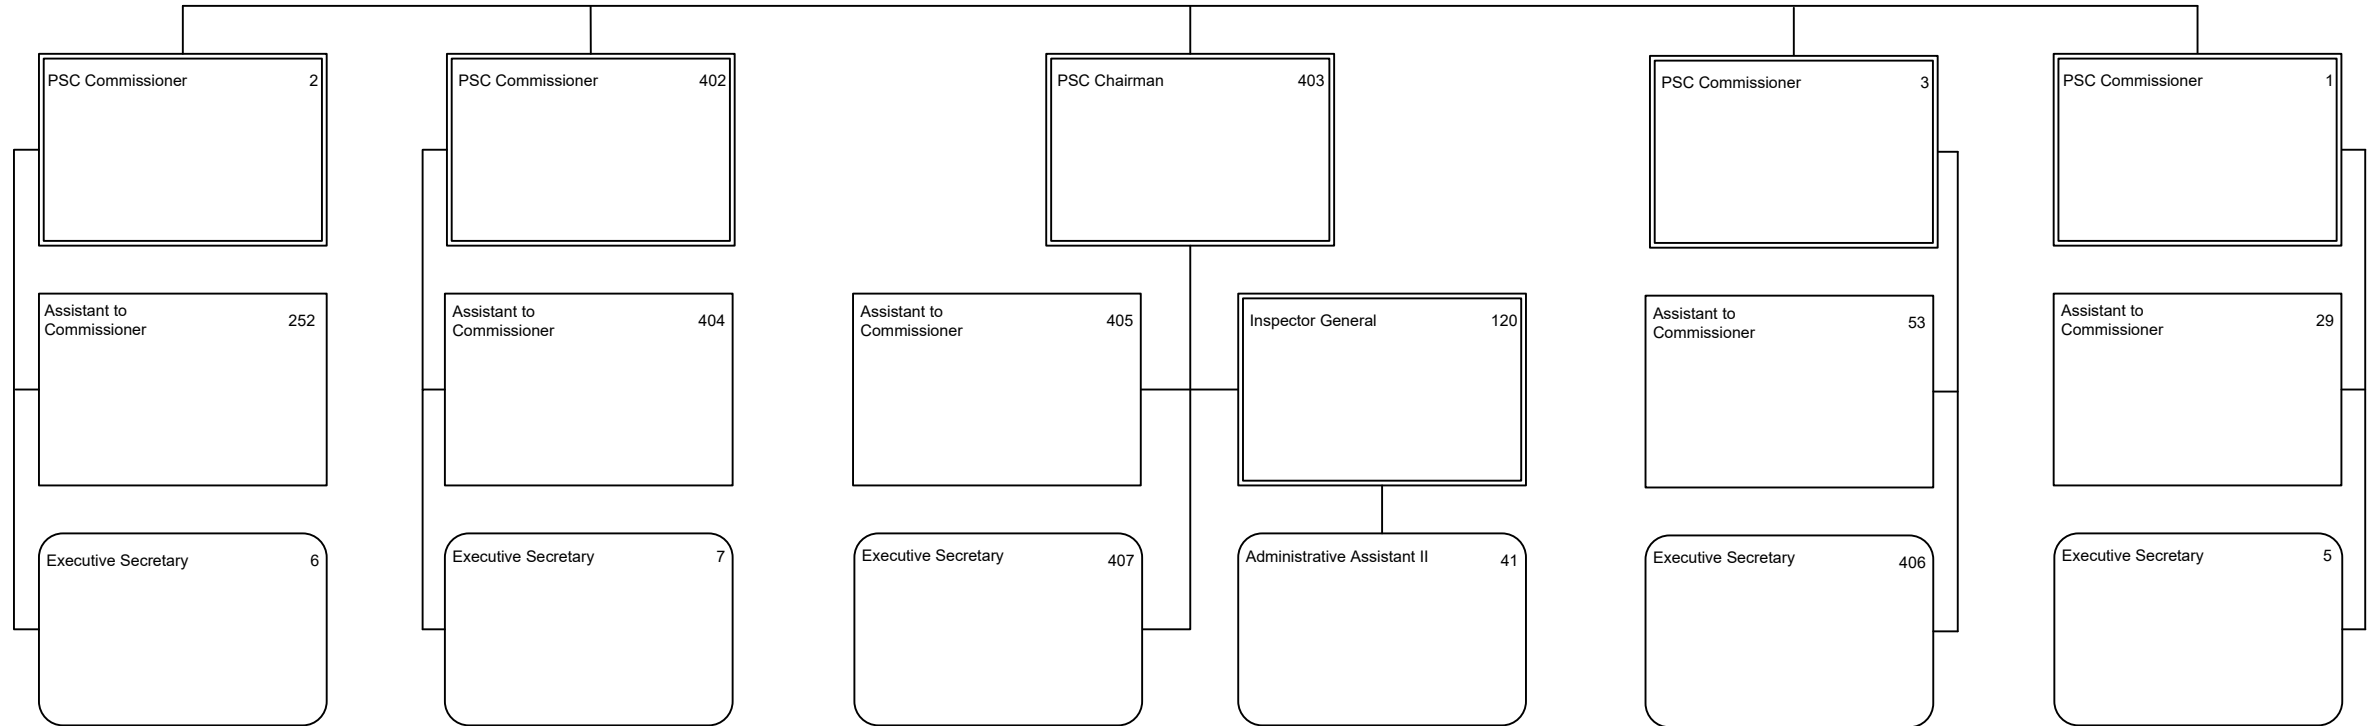 PSC Commissioner 2
PSC Commissioner 402
PSC Chairman 403
PSC Commissioner 3
PSC Commissioner 1
Assistant to
Commissioner 252
Assistant to
Commissioner 404
Assistant to
Commissioner 405
Inspector General 120
Assistant to
Commissioner 53
Assistant to
Commissioner 29
Executive Secretary 6
Executive Secretary 7
Executive Secretary 407
Administrative Assistant II 41
Executive Secretary 406
Executive Secretary 5